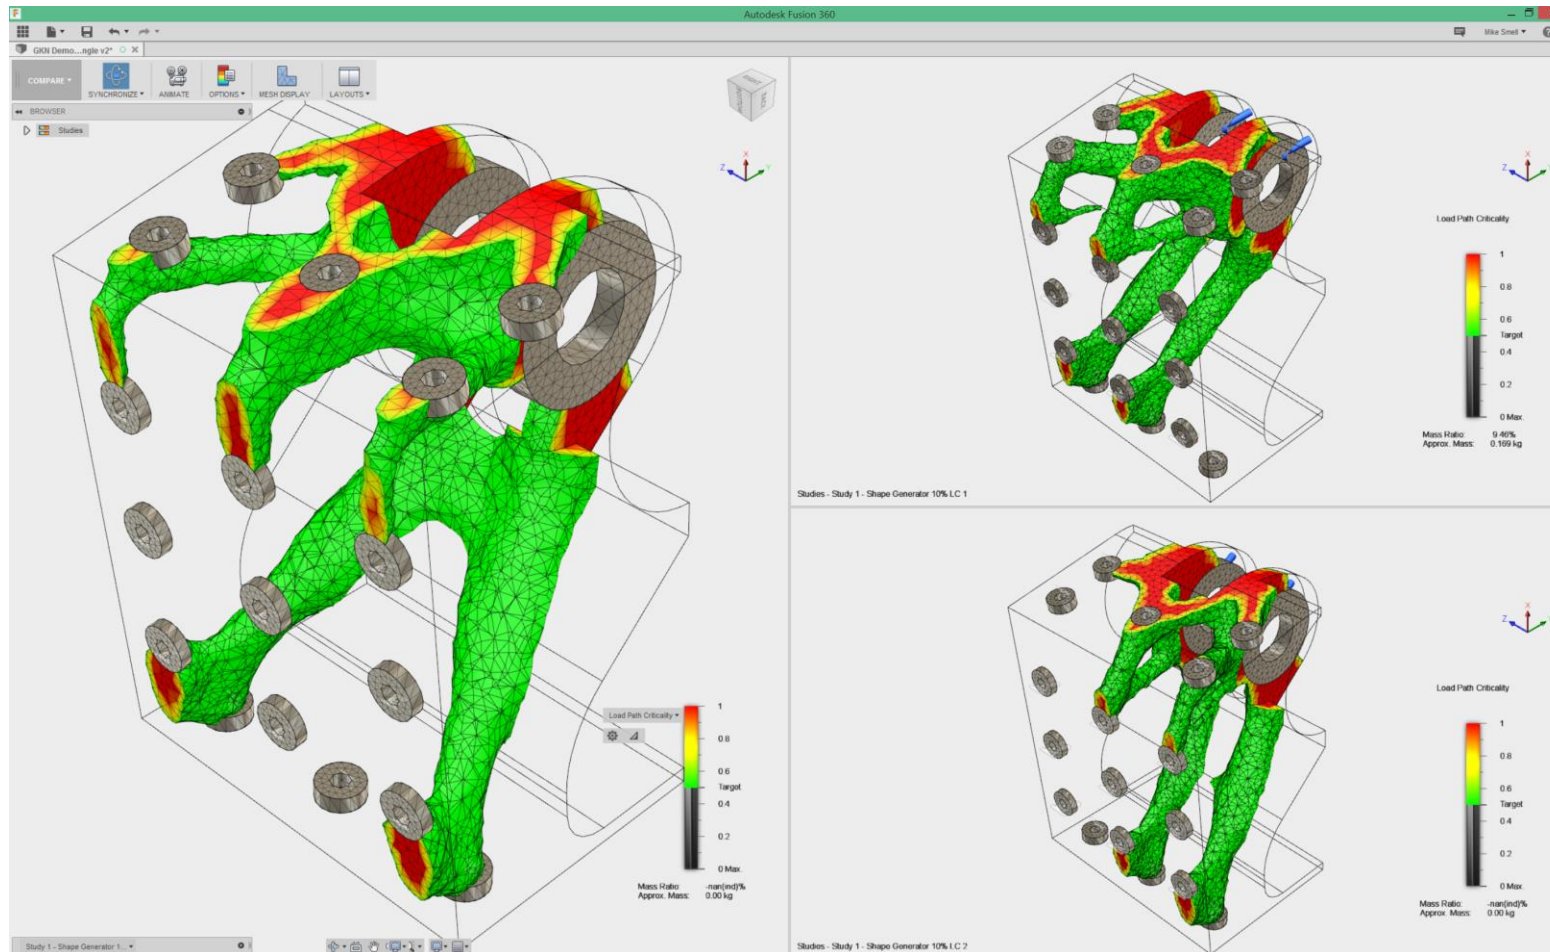 Autodesk Fusion 360
Mike Smell
GKN Demo...ngle v2*
COMPARE
SYNCHRONIZE
ANIMATE
OPTIONS
MESH DISPLAY
LAYOUTS
BROWSER
Studies
X
Z
Y
Load Path Criticality
1
0.8
0.6
Target
0.4
0.2
0 Max.
Mass Ratio: -nan(ind)%
Approx. Mass: 0.00 kg
Study 1 - Shape Generator 1...
X
Z
Load Path Criticality
1
0.8
0.6
Target
0.4
0.2
0 Max.
Mass Ratio: 9.46%
Approx. Mass: 0.169 kg
Studies - Study 1 - Shape Generator 10% LC 1
X
Z
Load Path Criticality
1
0.8
0.6
Target
0.4
0.2
0 Max.
Mass Ratio: -nan(ind)%
Approx. Mass: 0.00 kg
Studies - Study 1 - Shape Generator 10% LC 2